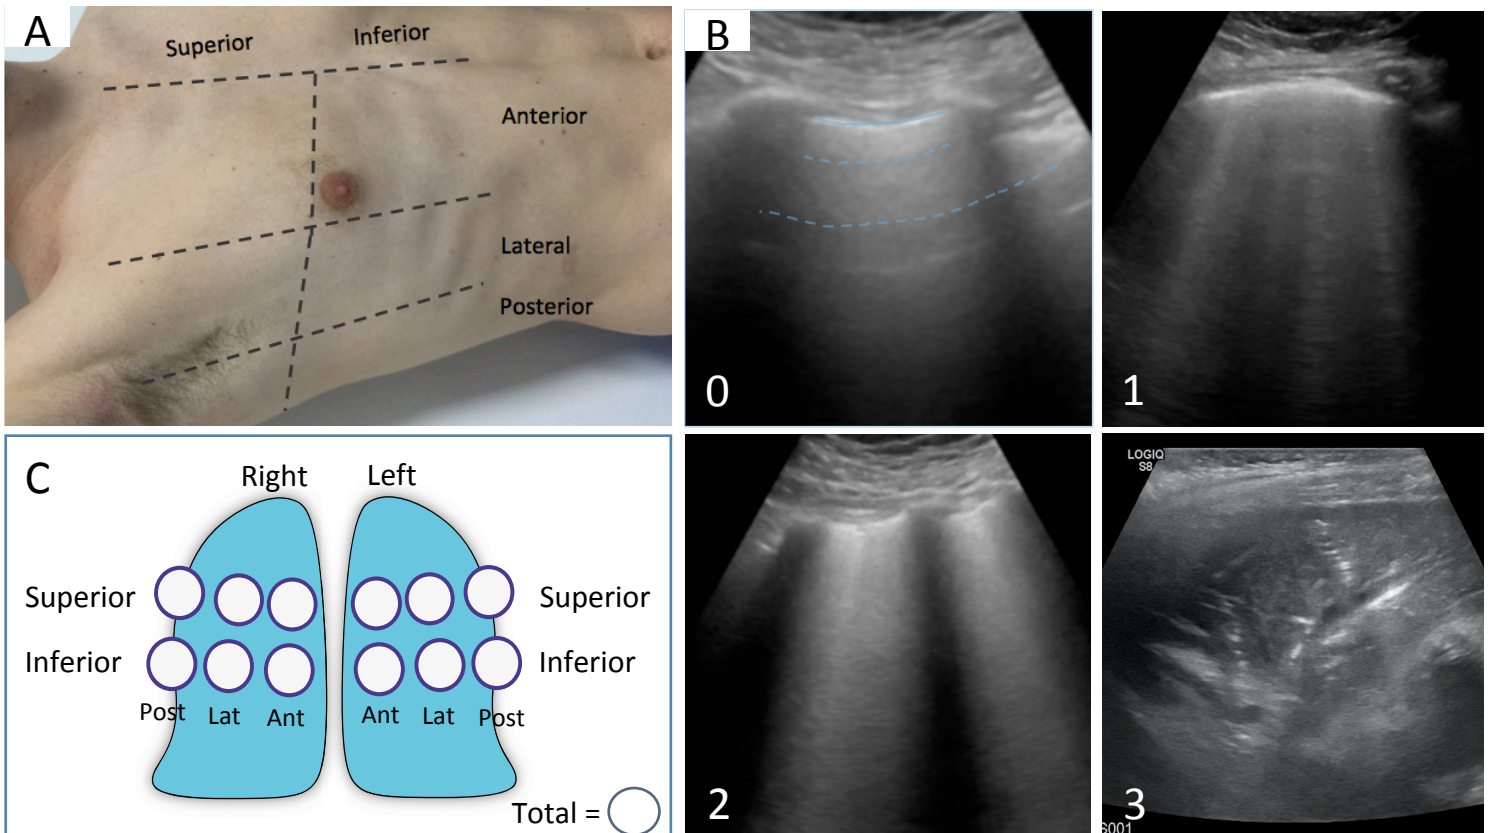 A
Superior
Inferior
Anterior
Lateral
Posterior
B
0
1
2
LOGIQ
S8
3
S001
C
Right
Left
Superior
Superior
Inferior
Inferior
Post
Lat
Ant
Ant
Lat
Post
Total =